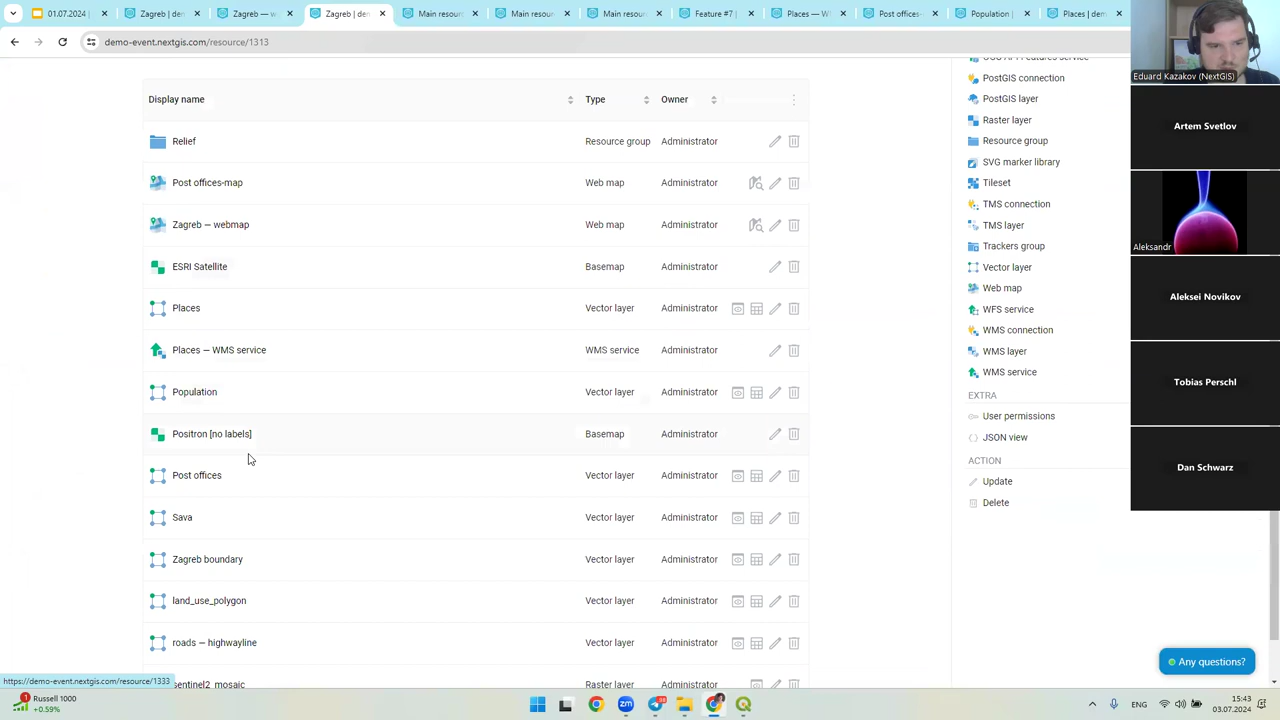 01.07.2024
Zagreb | den
Zagreb — w
Zagreb | den
Main resour
Main resour
Main resour
Feature #7 |
Places — W
Post offices-
Population |
Places | dem
demo-event.nextgis.com/resource/1313
Display name
Type
Owner
Relief
Resource group
Administrator
Post offices-map
Web map
Administrator
Zagreb — webmap
Web map
Administrator
ESRI Satellite
Basemap
Administrator
Places
Vector layer
Administrator
Places — WMS service
WMS service
Administrator
Population
Vector layer
Administrator
Positron [no labels]
Basemap
Administrator
Post offices
Vector layer
Administrator
Sava
Vector layer
Administrator
Zagreb boundary
Vector layer
Administrator
land_use_polygon
Vector layer
Administrator
roads — highwayline
Vector layer
Administrator
sentinel2_mosaic
Raster layer
Administrator
OGC API Features service
PostGIS connection
PostGIS layer
Raster layer
Resource group
SVG marker library
Tileset
TMS connection
TMS layer
Trackers group
Vector layer
Web map
WFS service
WMS connection
WMS layer
WMS service
EXTRA
User permissions
JSON view
ACTION
Update
Delete
Eduard Kazakov (NextGIS)
Artem Svetlov
Aleksandr
Aleksei Novikov
Tobias Perschl
Dan Schwarz
Any questions?
https://demo-event.nextgis.com/resource/1333
Russell 1000
+0.59%
ENG
15:43
03.07.2024